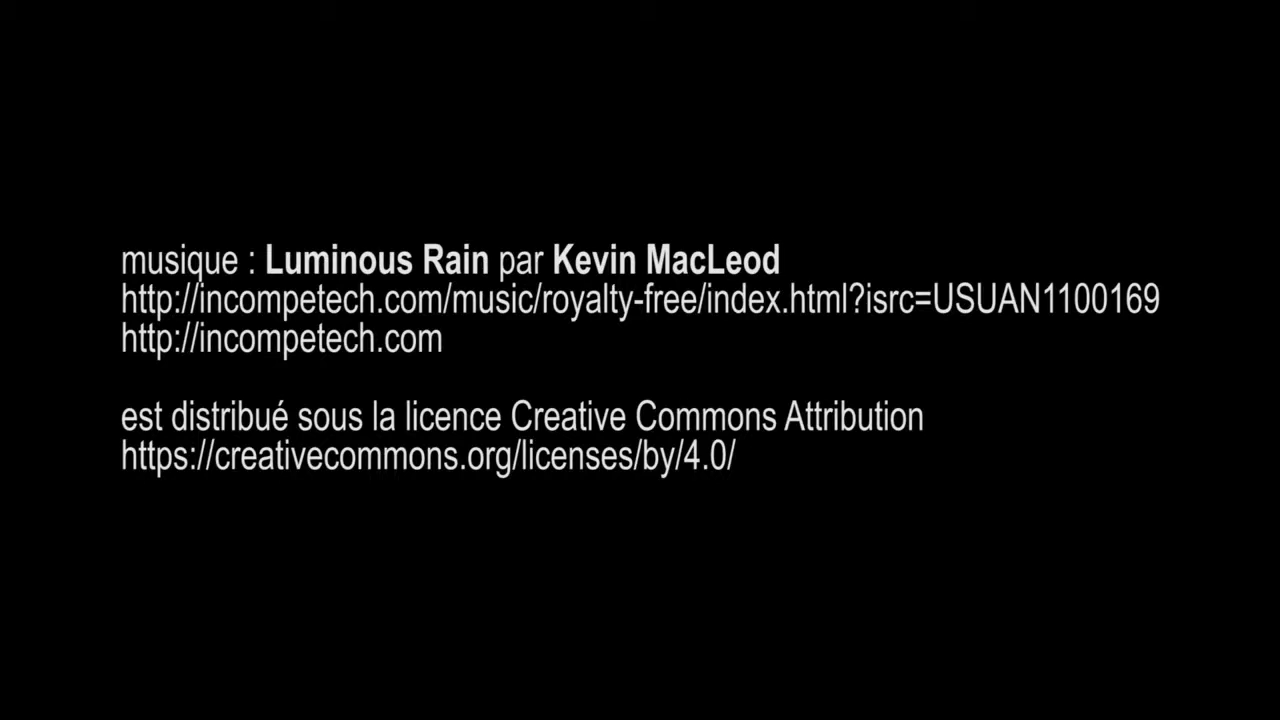 musique : Luminous Rain par Kevin MacLeod
http://incompetech.com/music/royalty-free/index.html?isrc=USUAN1100169
http://incompetech.com
est distribué sous la licence Creative Commons Attribution
https://creativecommons.org/licenses/by/4.0/